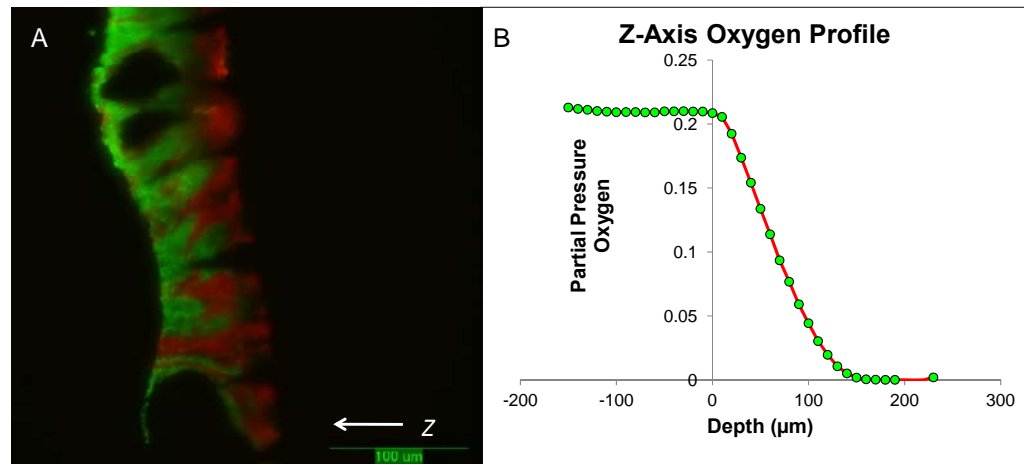 A
Z
100 um
B
Z-Axis Oxygen Profile
Partial Pressure
Oxygen
0.25
0.2
0.15
0.1
0.05
0
-200
-100
0
100
200
300
Depth (µm)